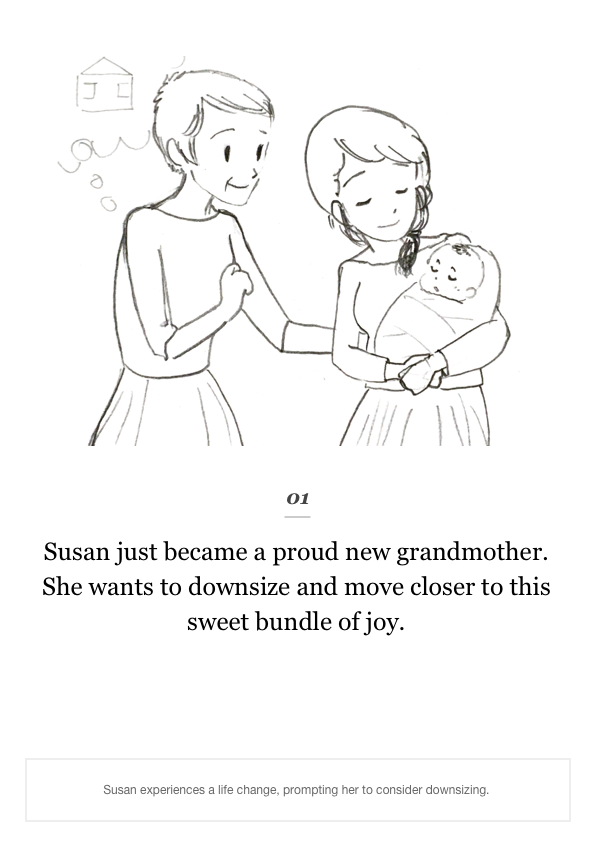 01
Susan just became a proud new grandmother.
She wants to downsize and move closer to this
sweet bundle of joy.
Susan experiences a life change, prompting her to consider downsizing.